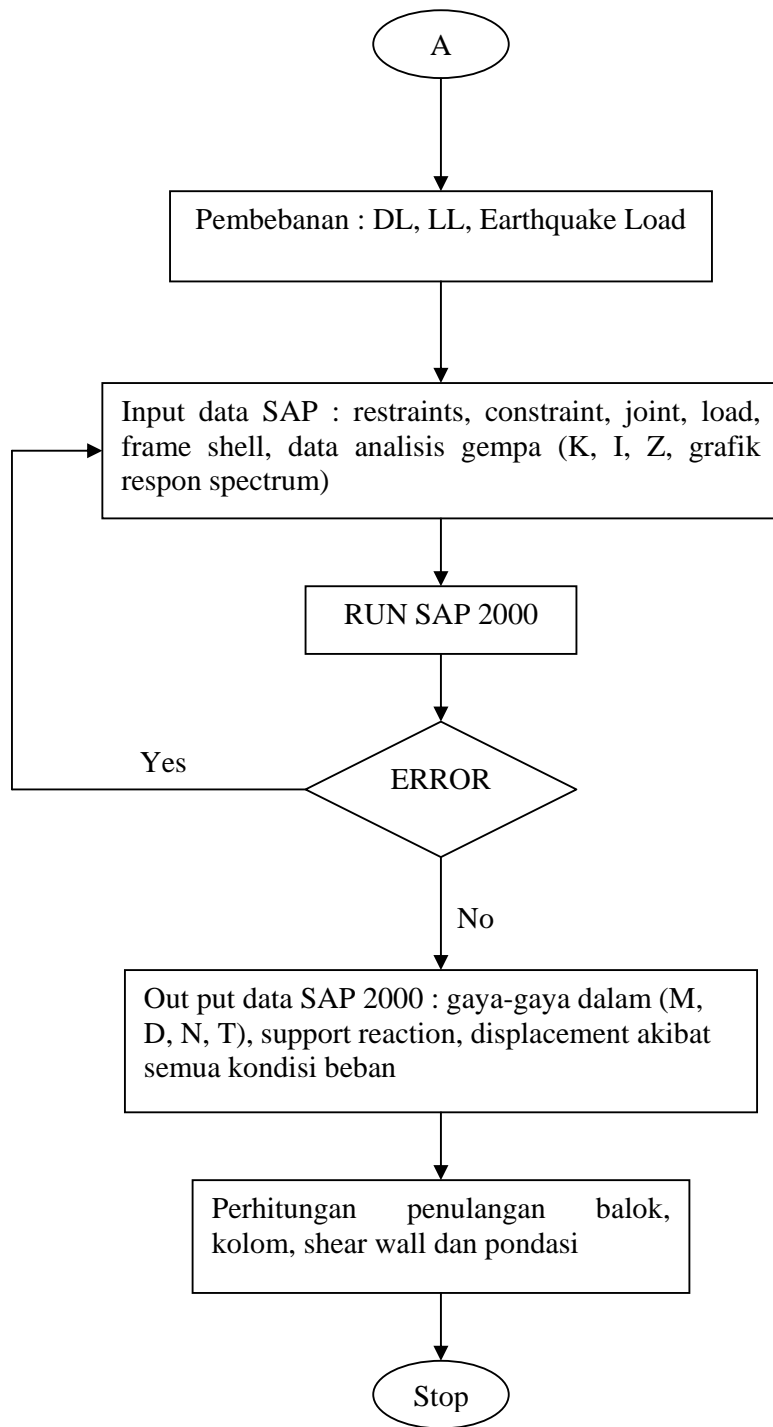 A
Pembebanan : DL, LL, Earthquake Load
Input data SAP : restraints, constraint, joint, load,
frame shell, data analisis gempa (K, I, Z, grafik
respon spectrum)
RUN SAP 2000
Yes
ERROR
No
Out put data SAP 2000 : gaya-gaya dalam (M,
D, N, T), support reaction, displacement akibat
semua kondisi beban
Perhitungan penulangan balok,
kolom, shear wall dan pondasi
Stop